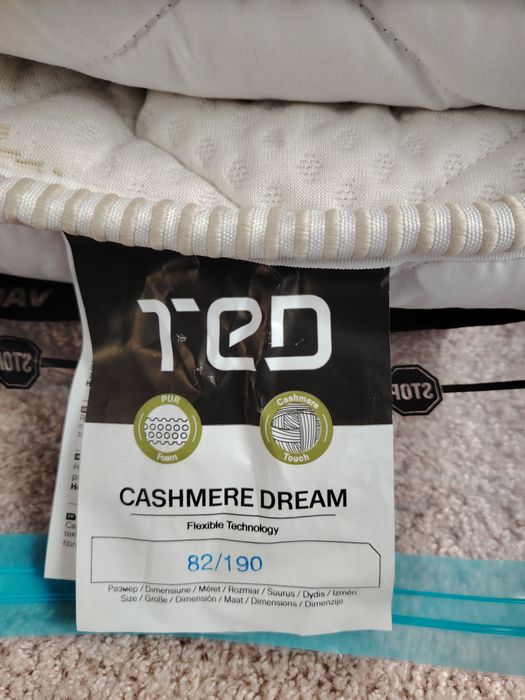 TED
PUR
Foam
Cashmere
Touch
CASHMERE DREAM
Flexible Technology
82/190
Размер / Dimensiune / Méret / Rozmiar / Suurus / Dydis / Izmēri
Size / Größe / Dimensión / Maat / Dimensions / Dimenzije
STOP
STOP